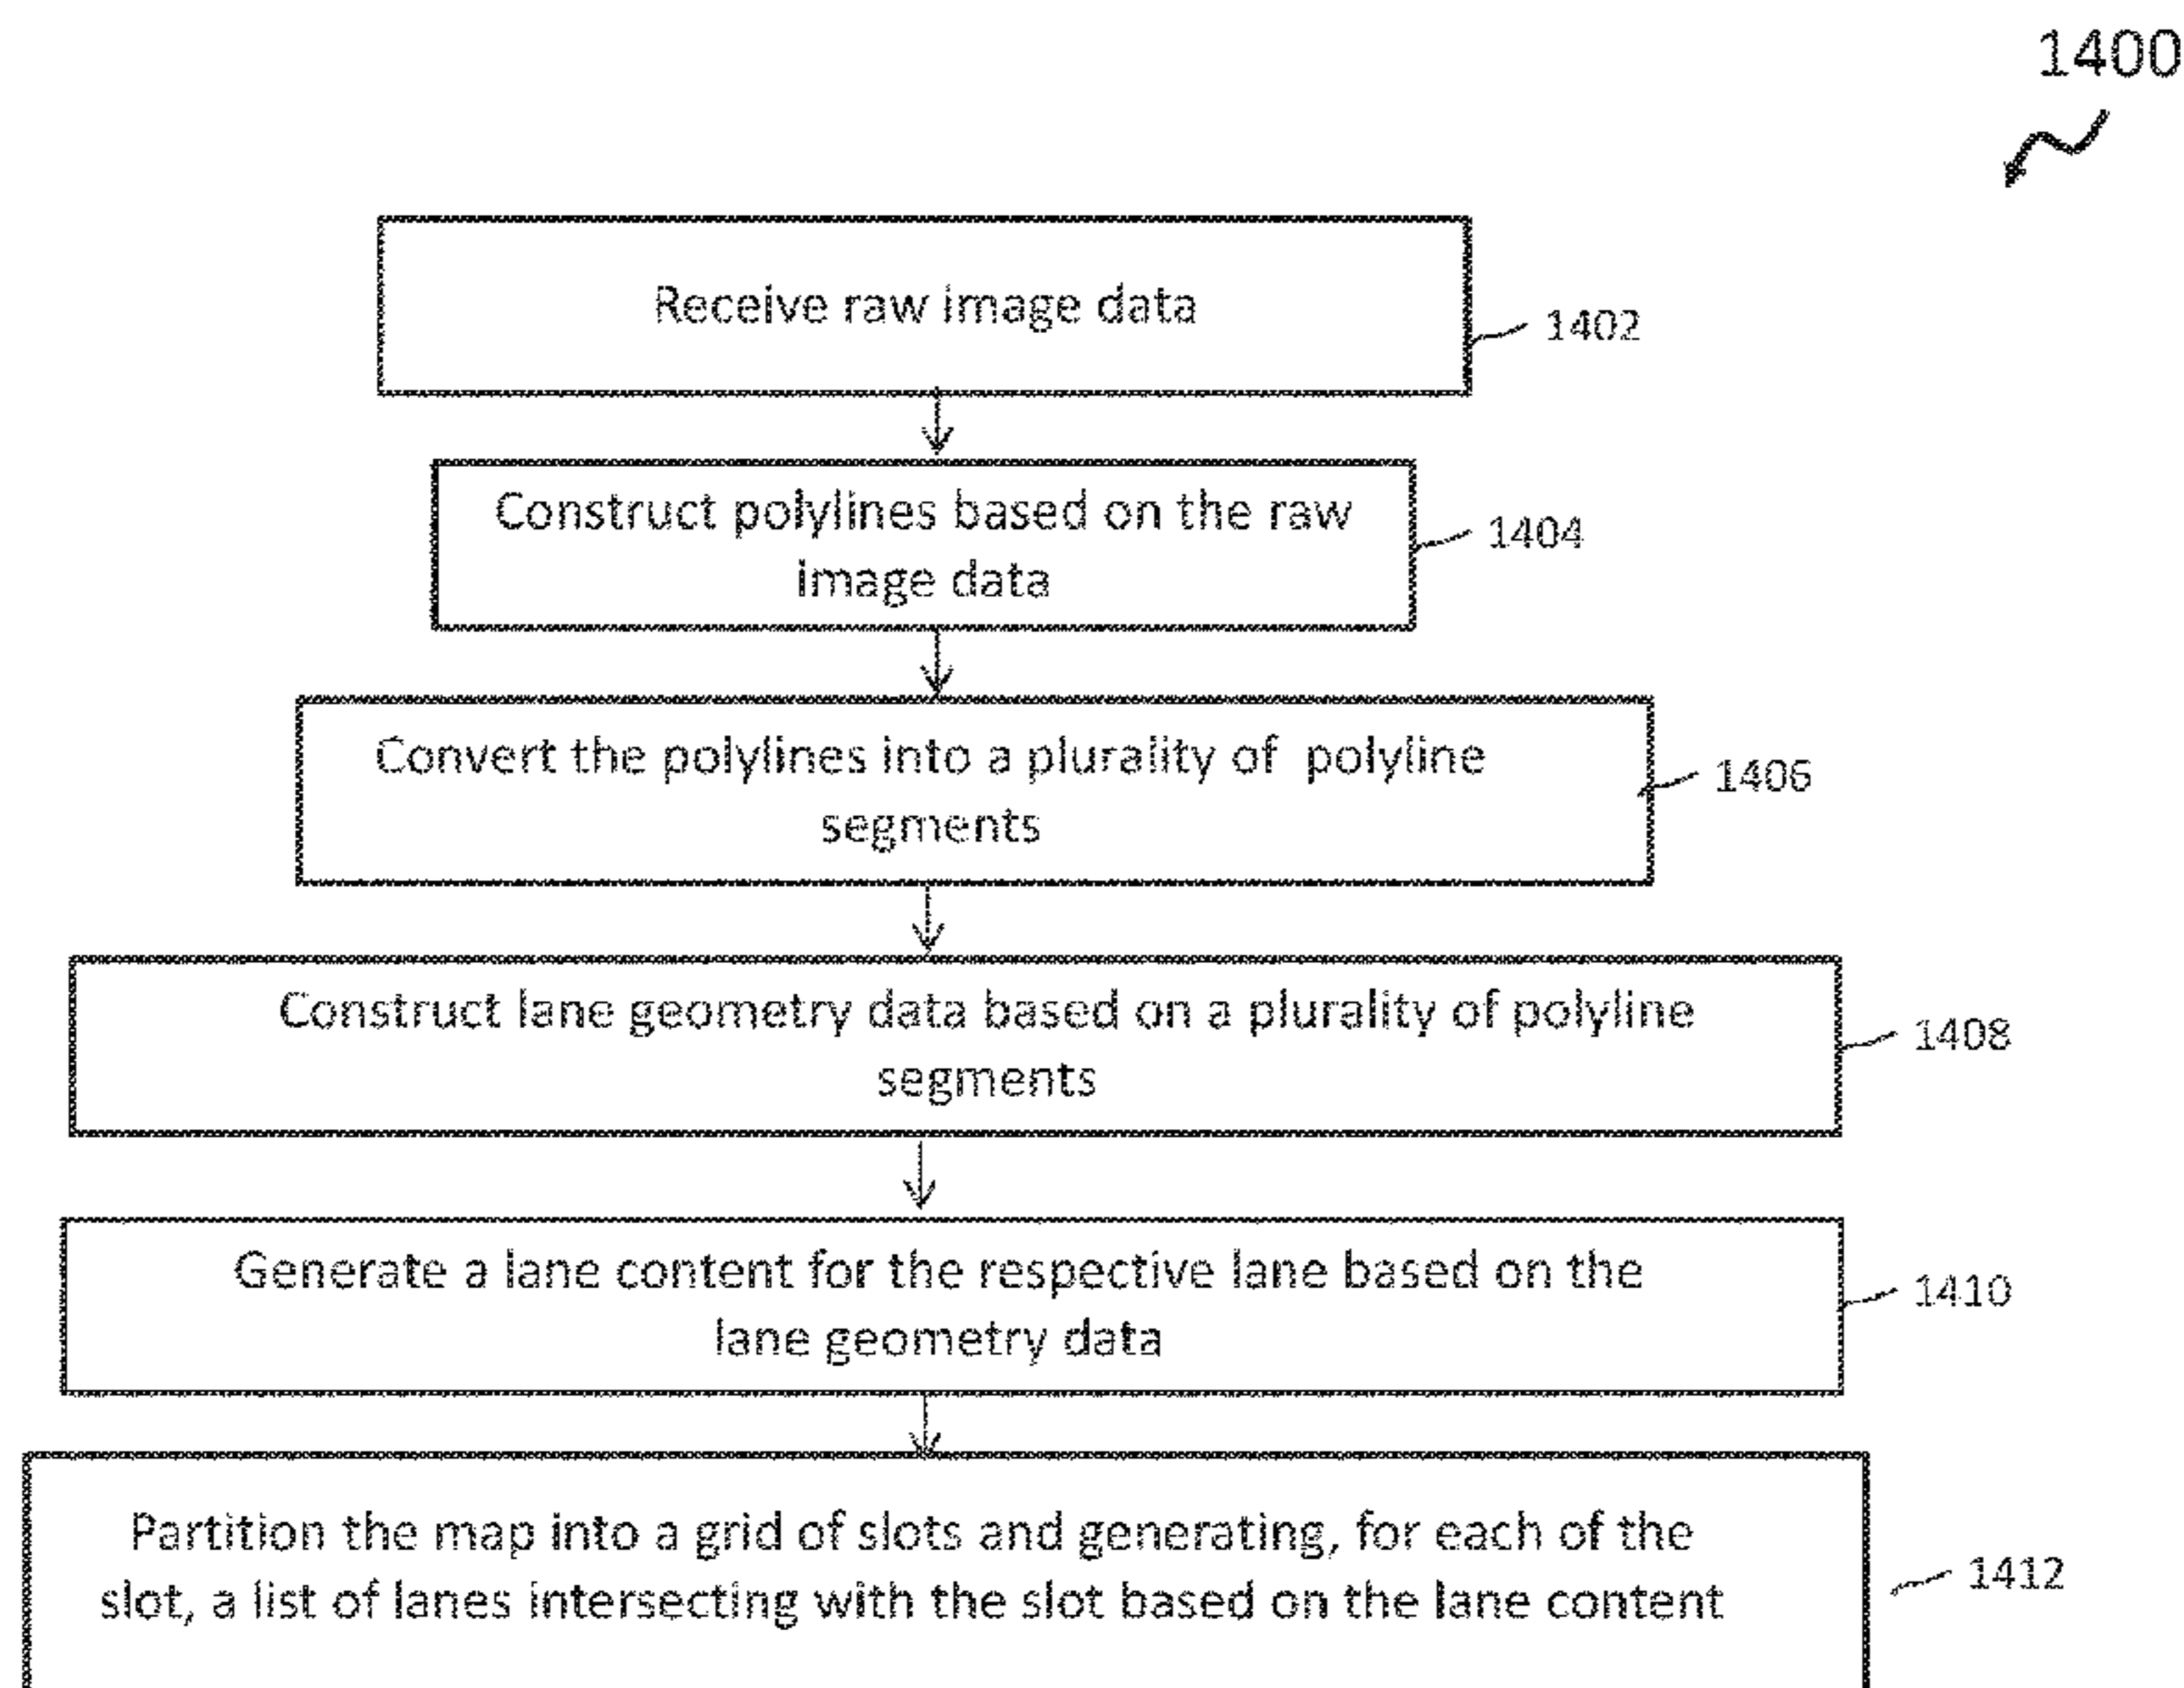 1400
Receive raw image data
1402
Construct polylines based on the raw
image data
1404
Convert the polylines into a plurality of polyline
segments
1406
Construct lane geometry data based on a plurality of polyline
segments
1408
Generate a lane content for the respective lane based on the
lane geometry data
1410
Partition the map into a grid of slots and generating, for each of the
slot, a list of lanes intersecting with the slot based on the lane content
1412